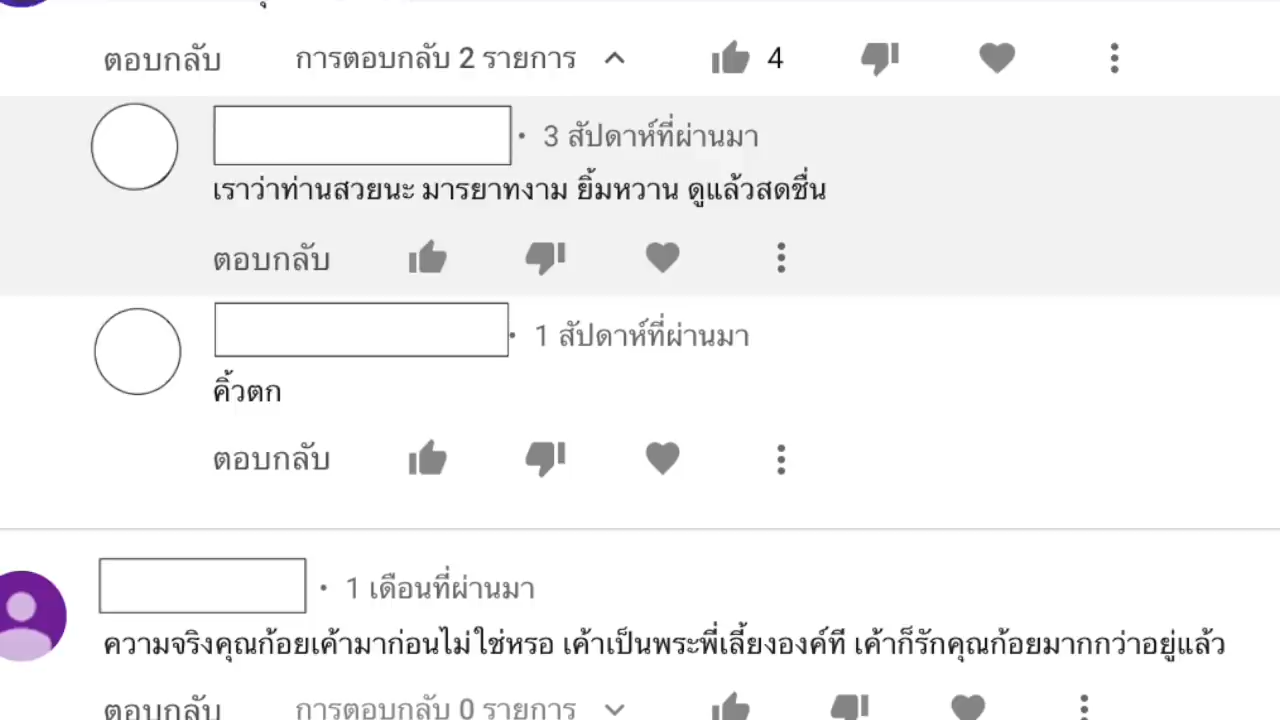 ตอบกลับ การตอบกลับ 2 รายการ 4
• 3 สัปดาห์ที่ผ่านมา
เราว่าท่านสวยนะ มารยาทงาม ยิ้มหวาน ดูแล้วสดชื่น
ตอบกลับ
• 1 สัปดาห์ที่ผ่านมา
คิ้วตก
ตอบกลับ
• 1 เดือนที่ผ่านมา
ความจริงคุณก้อยเค้ามาก่อนไม่ใช่หรอ เค้าเป็นพระพี่เลี้ยงองค์ที เค้าก็รักคุณก้อยมากกว่าอยู่แล้ว
ตอบกลับ การตอบกลับ 0 รายการ